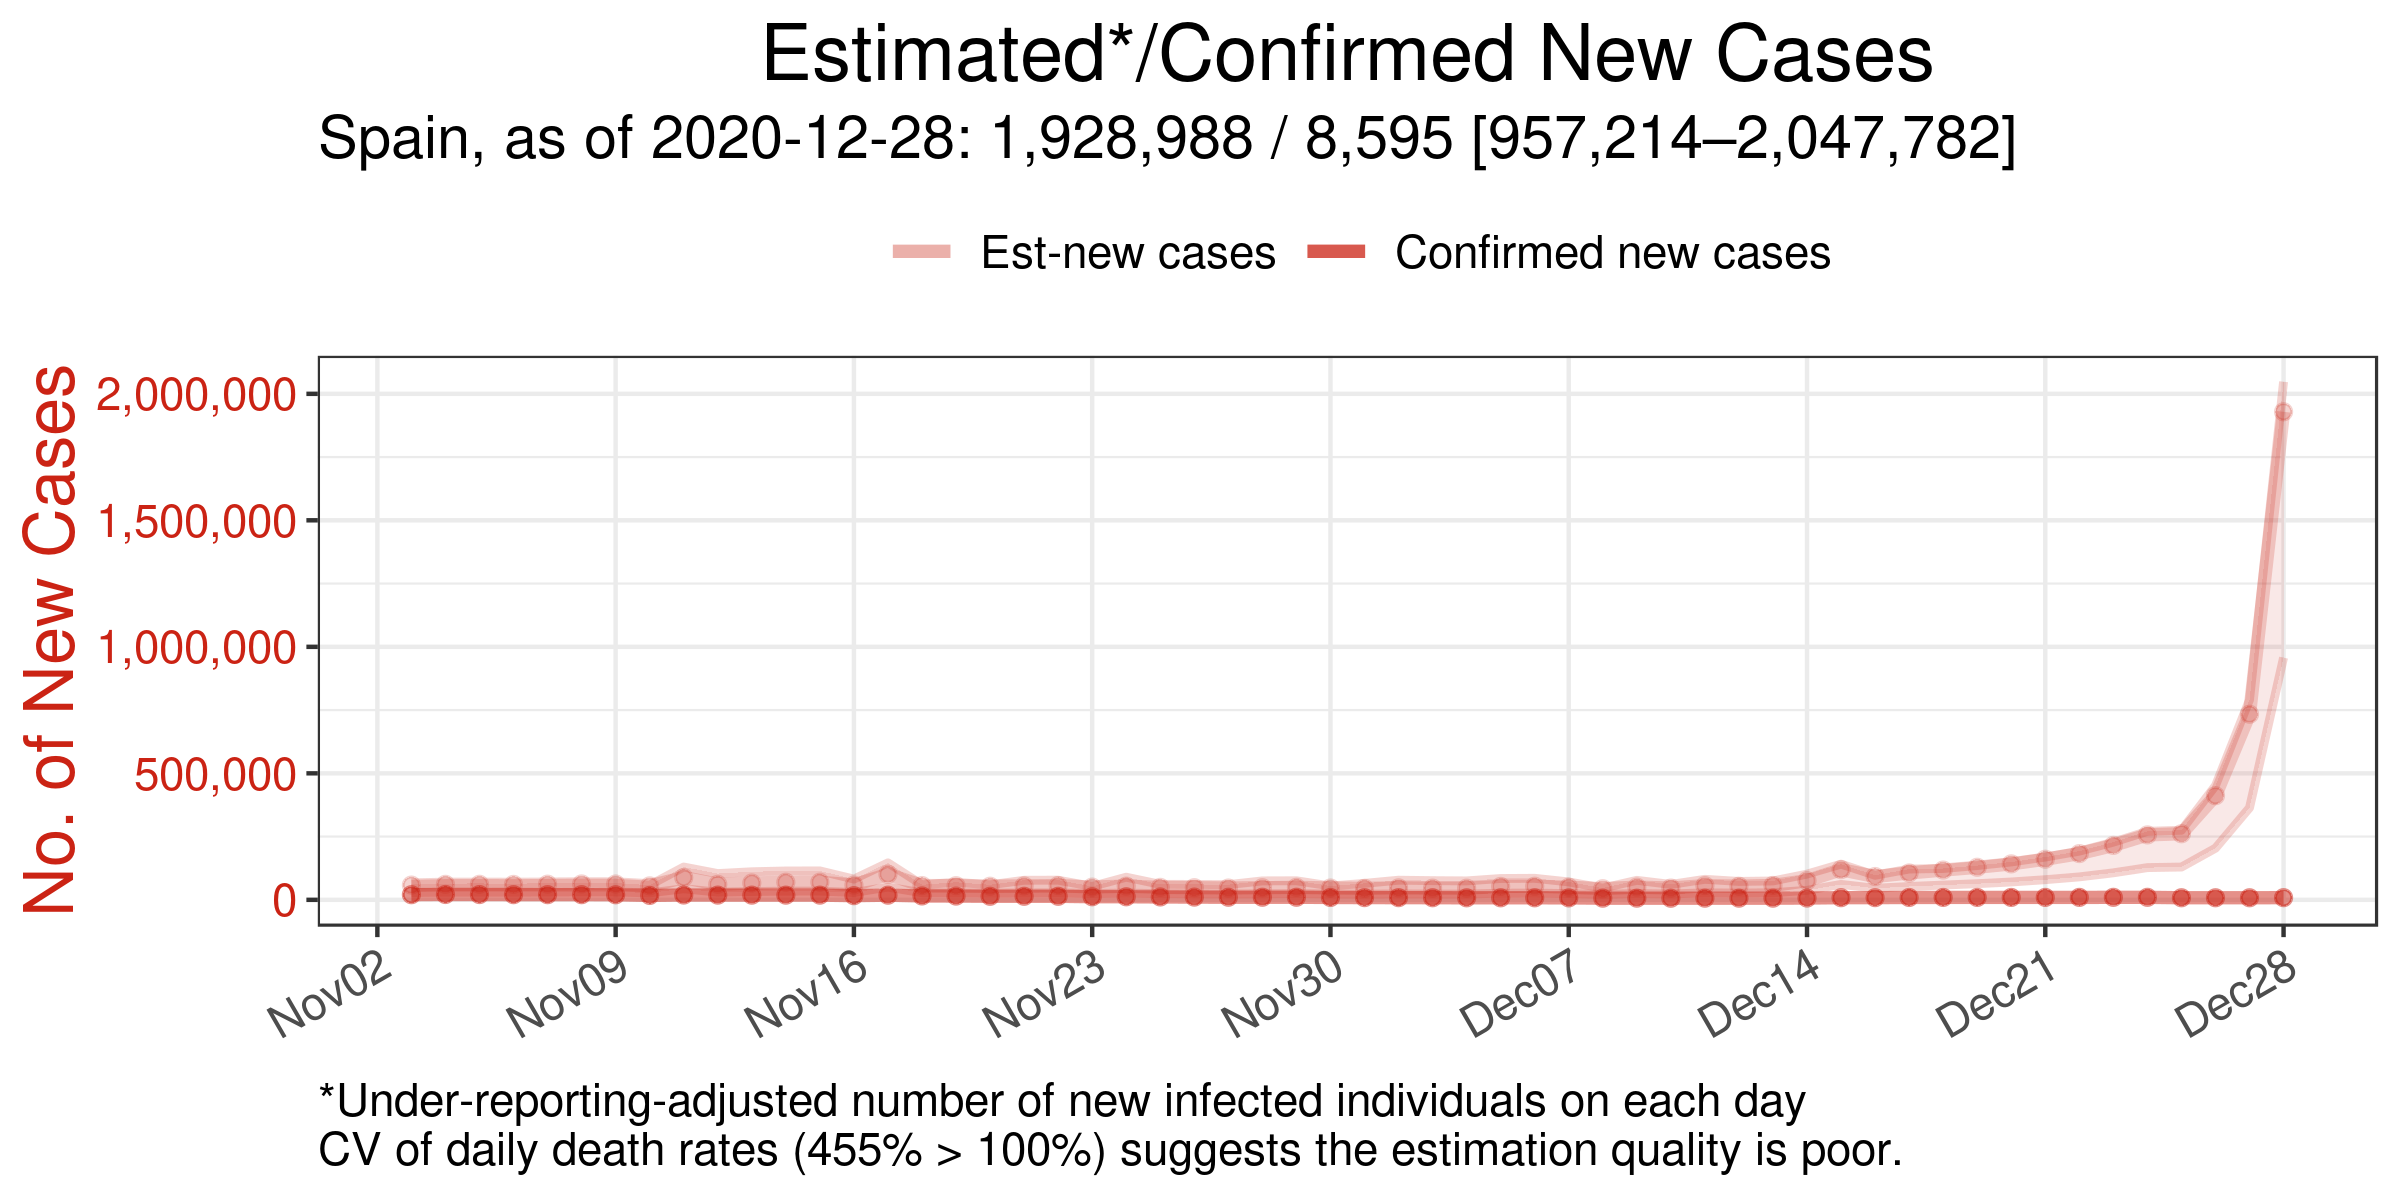 Estimated*/Confirmed New Cases
Spain, as of 2020-12-28: 1,928,988 / 8,595 [957,214–2,047,782]
Est-new cases
Confirmed new cases
No. of New Cases
2,000,000
1,500,000
1,000,000
500,000
0
Nov02
Nov09
Nov16
Nov23
Nov30
Dec07
Dec14
Dec21
Dec28
*Under-reporting-adjusted number of new infected individuals on each day
CV of daily death rates (455% > 100%) suggests the estimation quality is poor.